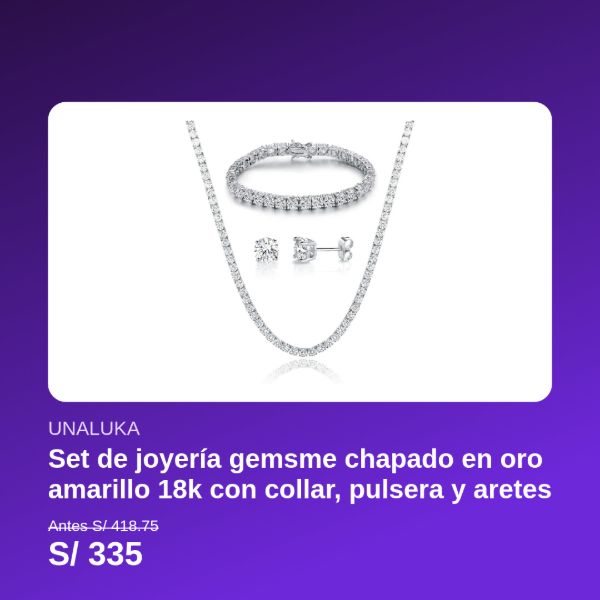 UNALUKA
Set de joyería gemsme chapado en oro
amarillo 18k con collar, pulsera y aretes
Antes S/ 418.75
S/ 335